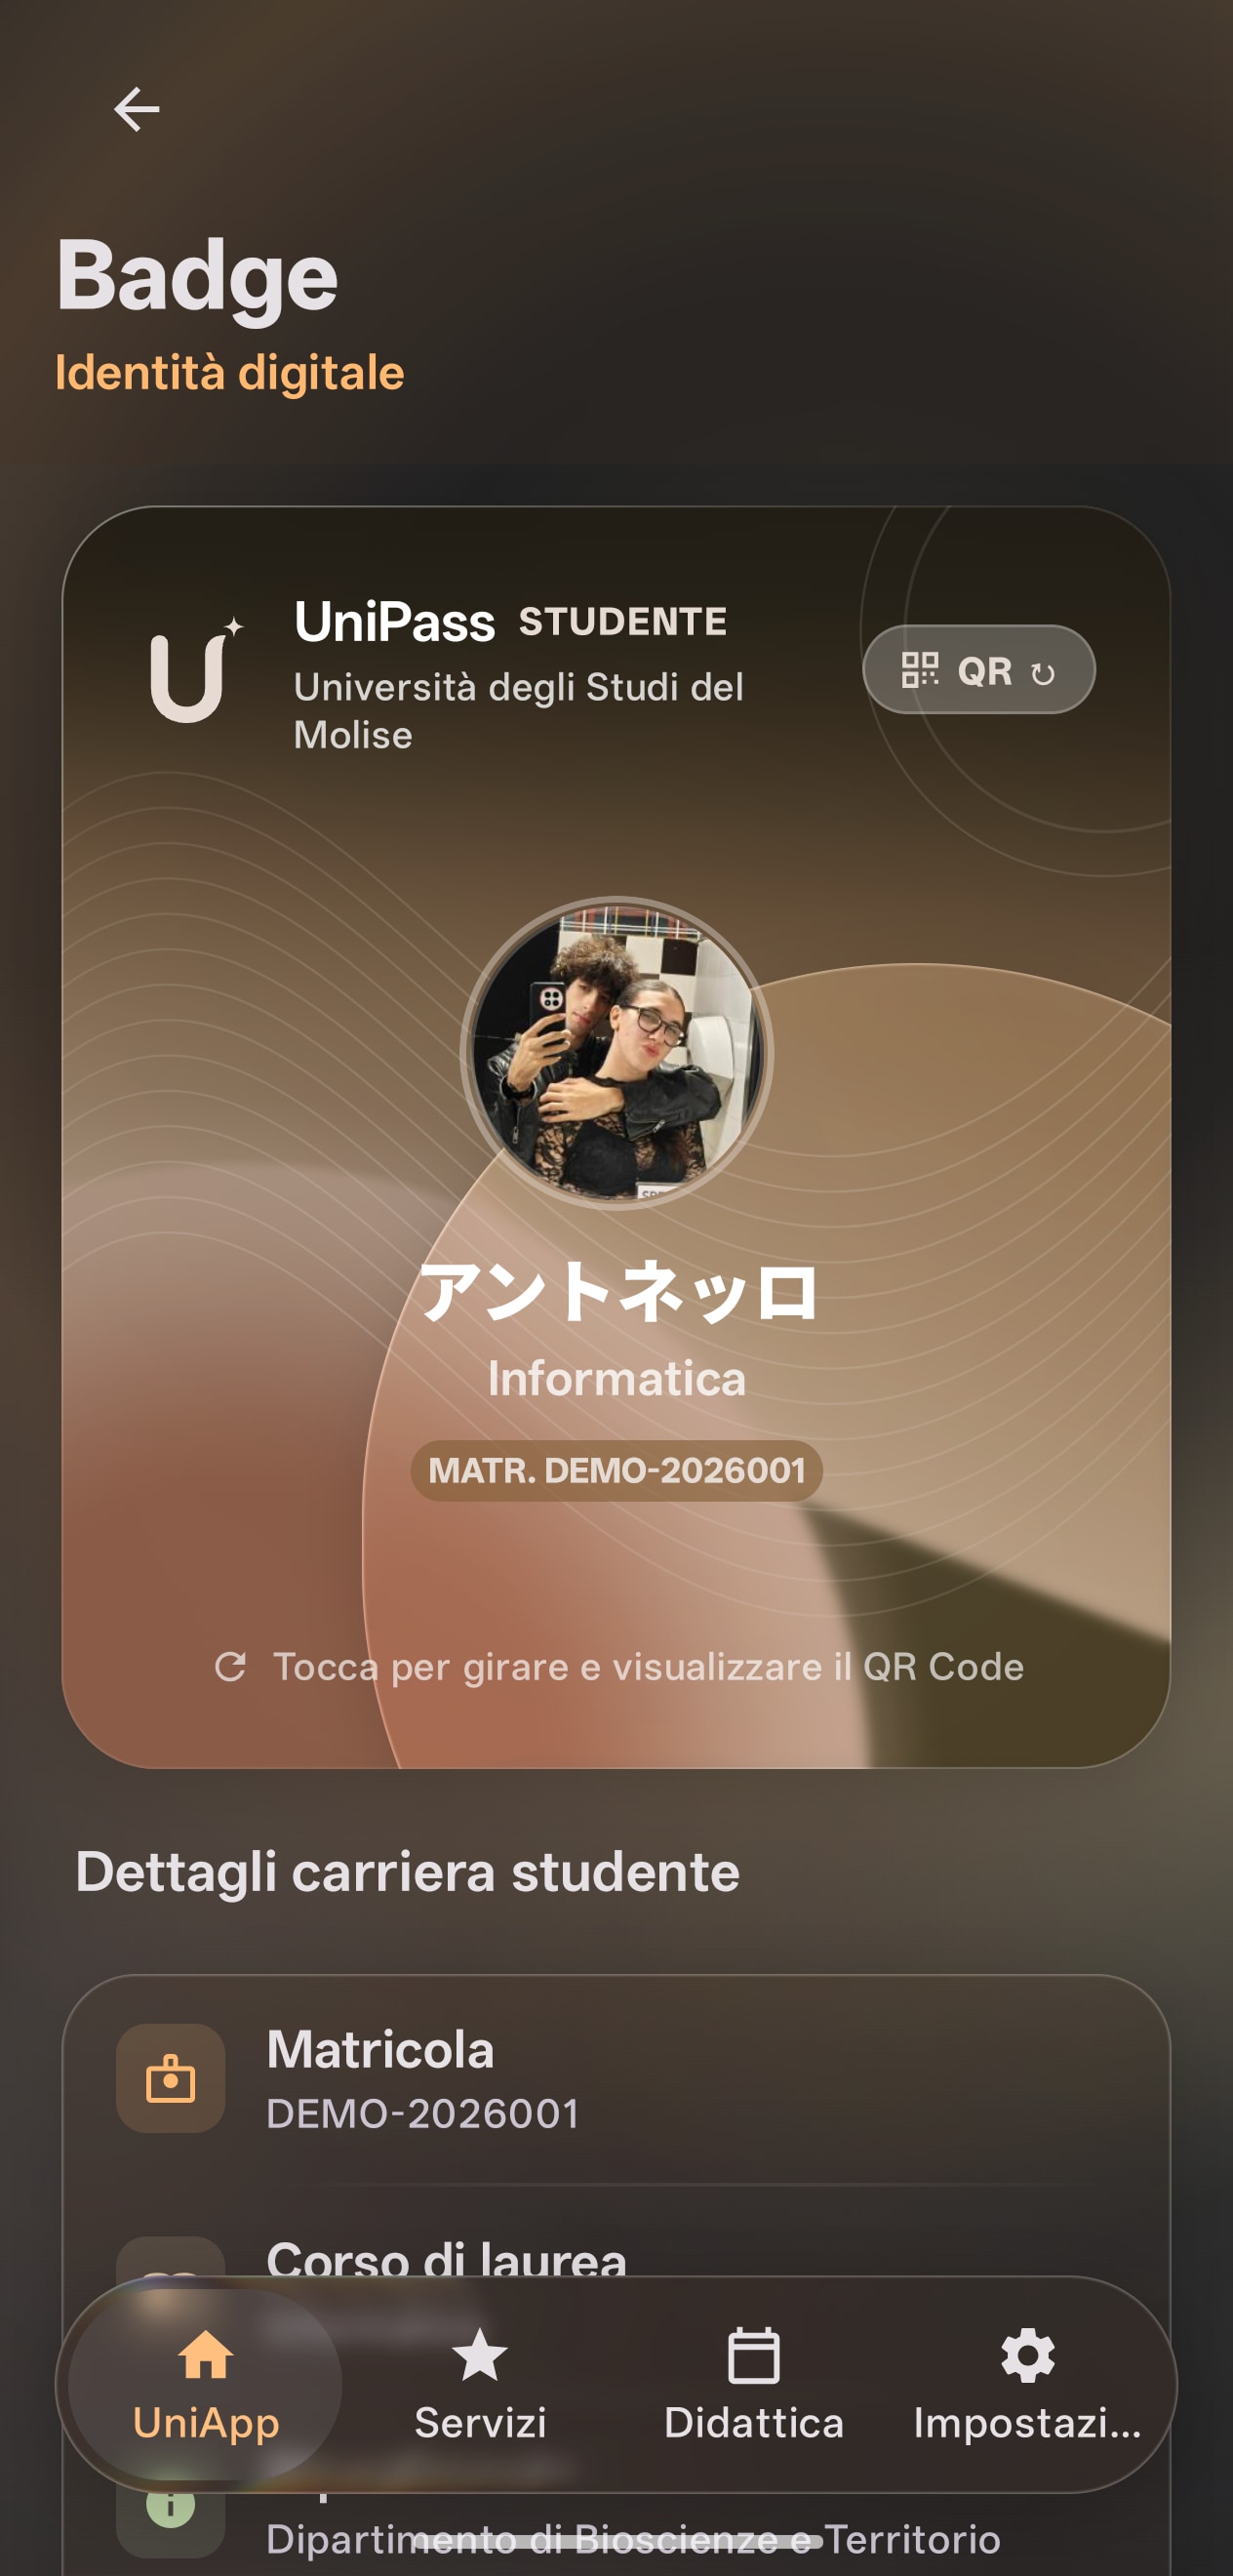 Badge
Identità digitale
UniPass STUDENTE
Università degli Studi del
Molise
QR
アントネッロ
Informatica
MATR. DEMO-2026001
Tocca per girare e visualizzare il QR Code
Dettagli carriera studente
Matricola
DEMO-2026001
Corso di laurea
UniApp
Servizi
Didattica
Impostazi...
Dipartimento di Bioscienze e Territorio